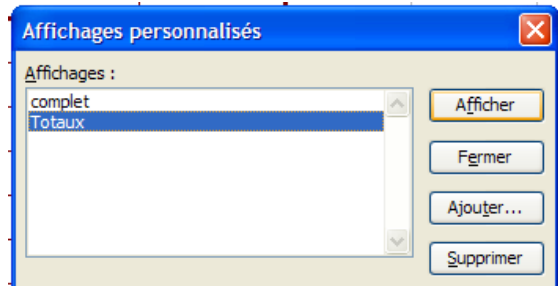 Affichages personnalisés
Affichages :
complet
Totaux
Afficher
Fermer
Ajouter...
Supprimer